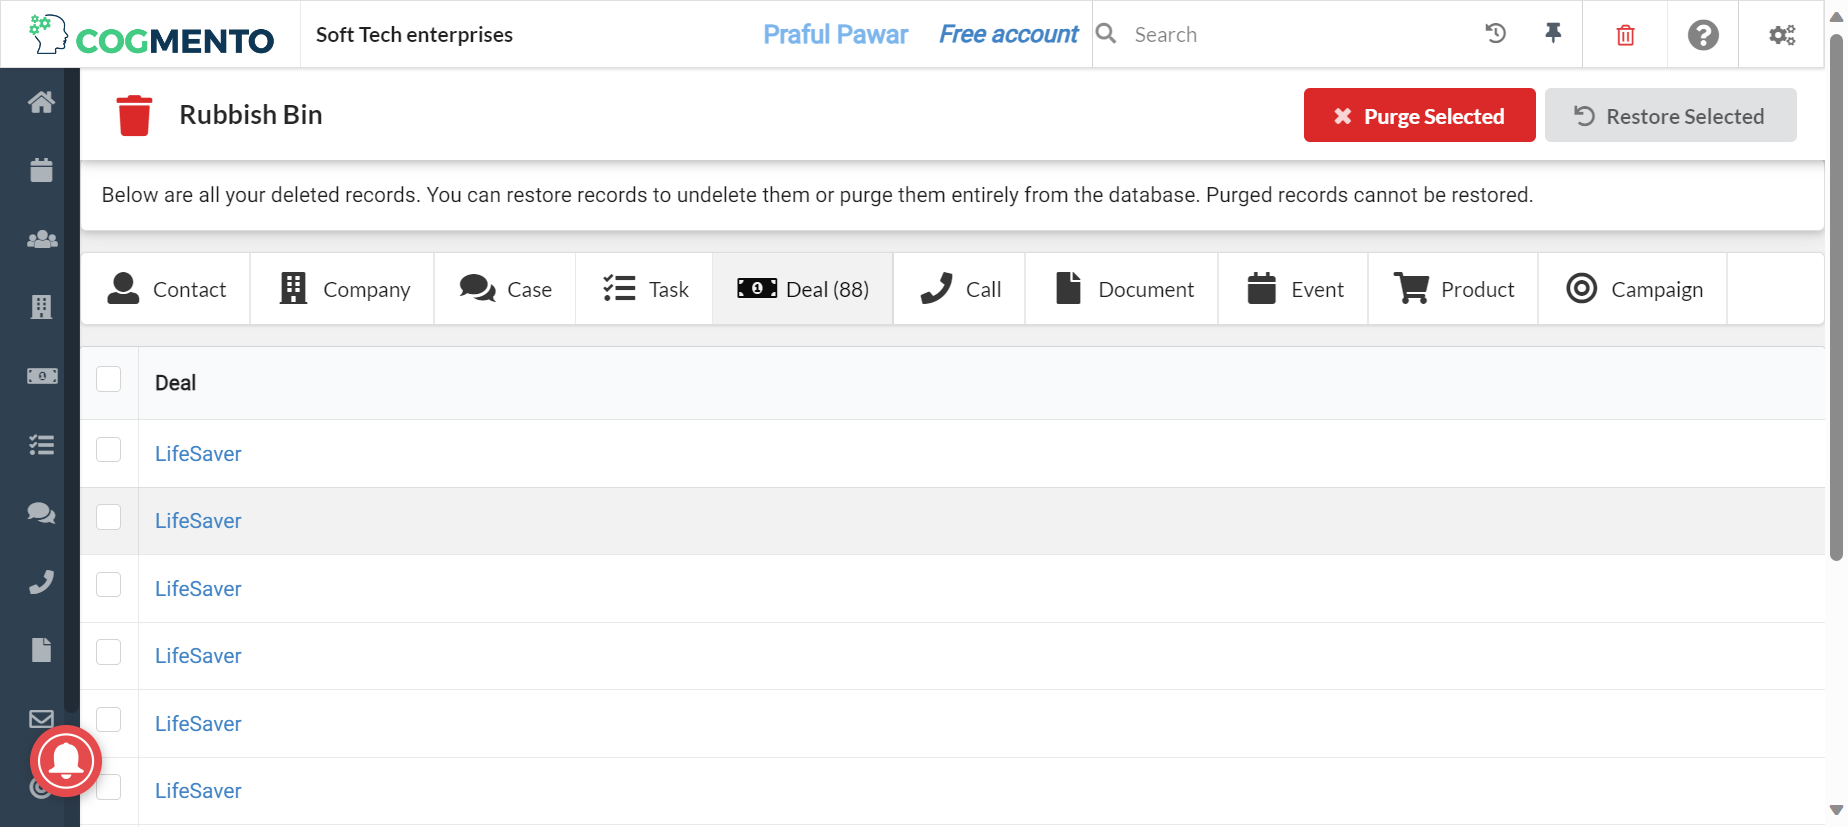 COGMENTO
Soft Tech enterprises
Praful Pawar
Free account
Search
Rubbish Bin
Purge Selected
Restore Selected
Below are all your deleted records. You can restore records to undelete them or purge them entirely from the database. Purged records cannot be restored.
Contact
Company
Case
Task
Deal (88)
Call
Document
Event
Product
Campaign
Deal
LifeSaver
LifeSaver
LifeSaver
LifeSaver
LifeSaver
LifeSaver